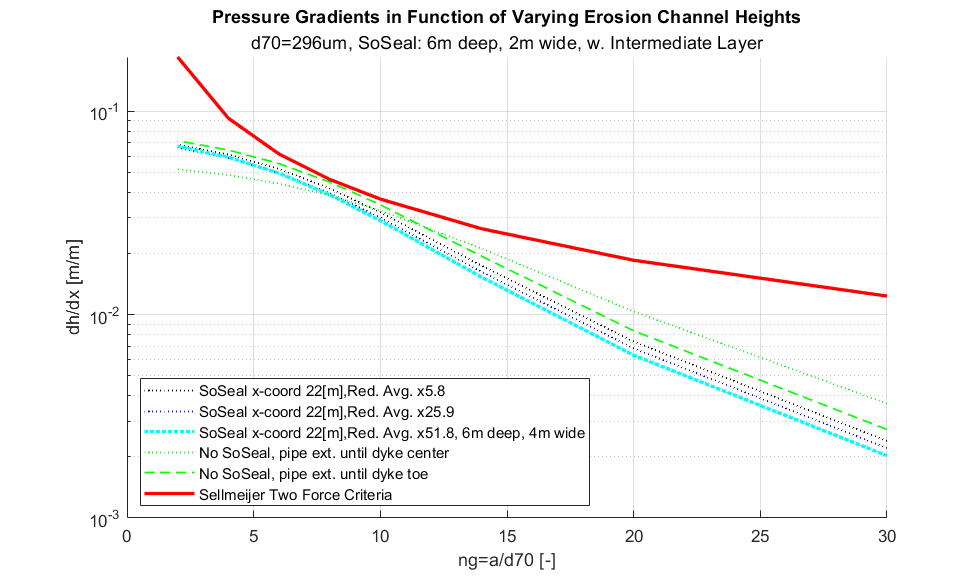 Pressure Gradients in Function of Varying Erosion Channel Heights
d70=296um, SoSeal: 6m deep, 2m wide, w. Intermediate Layer
dh/dx [m/m]
10-1
10-2
10-3
SoSeal x-coord 22[m],Red. Avg. x5.8
SoSeal x-coord 22[m],Red. Avg. x25.9
SoSeal x-coord 22[m],Red. Avg. x51.8, 6m deep, 4m wide
No SoSeal, pipe ext. until dyke center
No SoSeal, pipe ext. until dyke toe
Sellmeijer Two Force Criteria
0 5 10 15 20 25 30
ng=a/d70 [-]